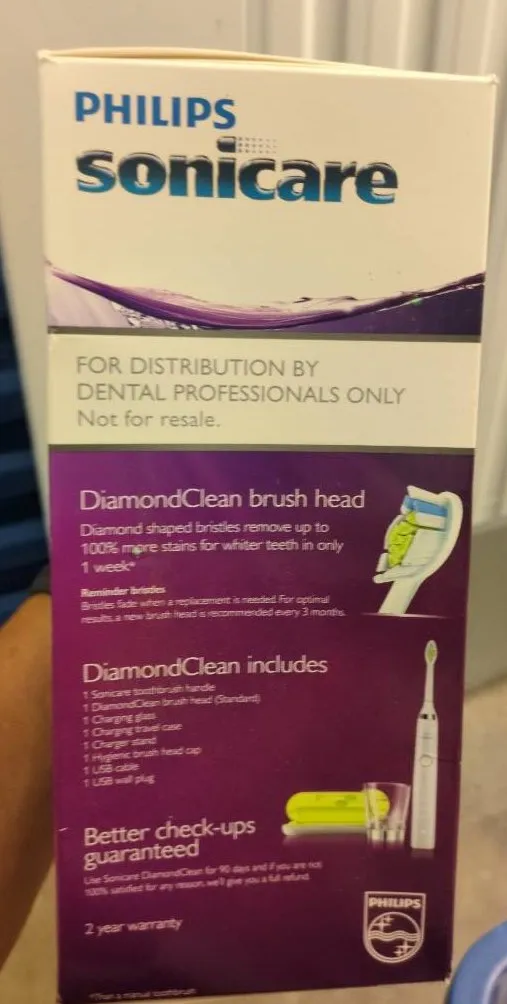 PHILIPS
sonicare
FOR DISTRIBUTION BY
DENTAL PROFESSIONALS ONLY
Not for resale.
DiamondClean brush head
Diamond shaped bristles remove up to
100% more stains for whiter teeth in only
1 week*
Reminder bristles
Bristles fade when a replacement is needed. For optimal
results, a new brush head is recommended every 3 months.
DiamondClean includes
1 Sonicare toothbrush handle
1 DiamondClean brush head (Standard)
1 Charging glass
1 Charging travel case
1 Charger stand
1 Hygienic brush head cap
1 USB cable
1 USB wall plug
Better check-ups
guaranteed
Use Sonicare DiamondClean for 90 days and if you are not
100% satisfied for any reason, we'll give you a full refund.
2 year warranty
PHILIPS
*Than a manual toothbrush